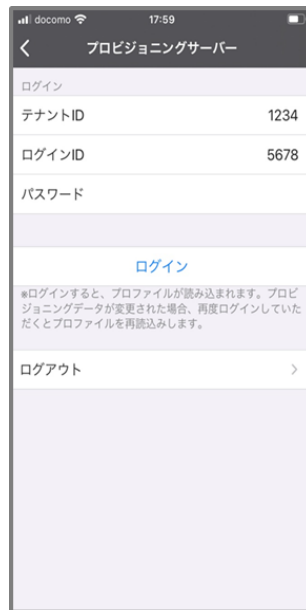 docomo 17:59
プロビジョニングサーバー
ログイン
テナントID 1234
ログインID 5678
パスワード
ログイン
※ログインすると、プロファイルが読み込まれます。プロビ
ジョニングデータが変更された場合、再度ログインしていた
だくとプロファイルを再読込みします。
ログアウト